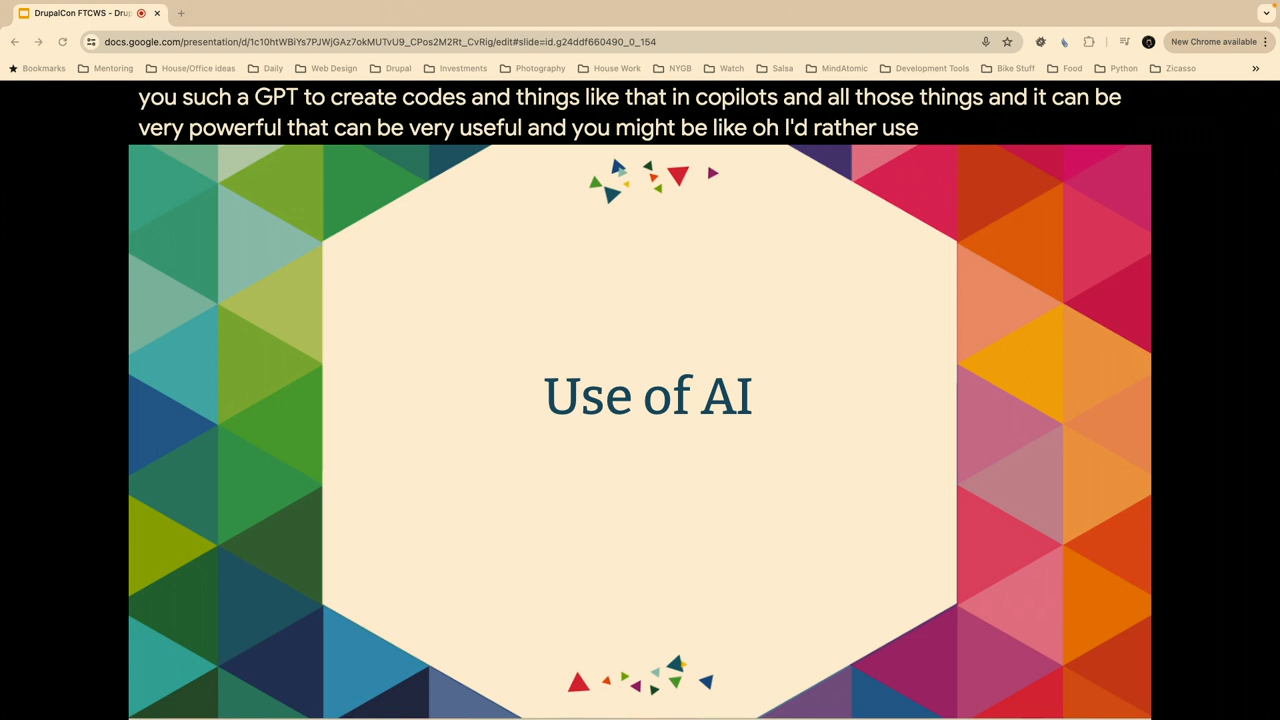 DrupalCon FTCWS - Drup
docs.google.com/presentation/d/1c10htWBiYs7PJWjGAz7okMUTvU9_CPos2M2Rt_CvRig/edit#slide=id.g24ddf660490_0_154
New Chrome available
Bookmarks Mentoring House/Office ideas Daily Web Design Drupal Investments Photography House Work NYGB Watch Salsa MindAtomic Development Tools Bike Stuff Food Python Zicasso
you such a GPT to create codes and things like that in copilots and all those things and it can be
very powerful that can be very useful and you might be like oh I'd rather use
Use of AI